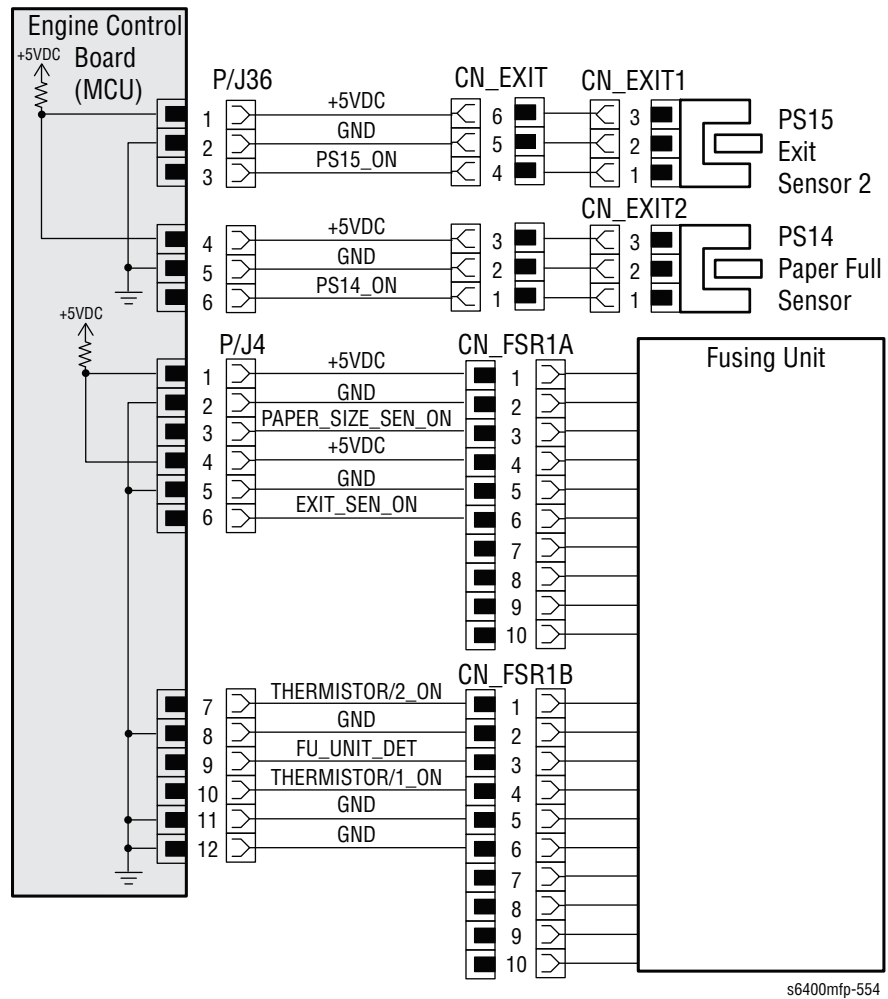 Engine Control
Board
(MCU)
+5VDC
P/J36
CN_EXIT
CN_EXIT1
1 +5VDC 6 3
2 GND 5 2
3 PS15_ON 4 1
PS15
Exit
Sensor 2
CN_EXIT2
4 +5VDC 3 3
5 GND 2 2
6 PS14_ON 1 1
PS14
Paper Full
Sensor
+5VDC
P/J4
CN_FSR1A
Fusing Unit
1 +5VDC 1
2 GND 2
3 PAPER_SIZE_SEN_ON 3
4 +5VDC 4
5 GND 5
6 EXIT_SEN_ON 6
7
8
9
10
CN_FSR1B
7 THERMISTOR/2_ON 1
8 GND 2
9 FU_UNIT_DET 3
10 THERMISTOR/1_ON 4
11 GND 5
12 GND 6
7
8
9
10
s6400mfp-554